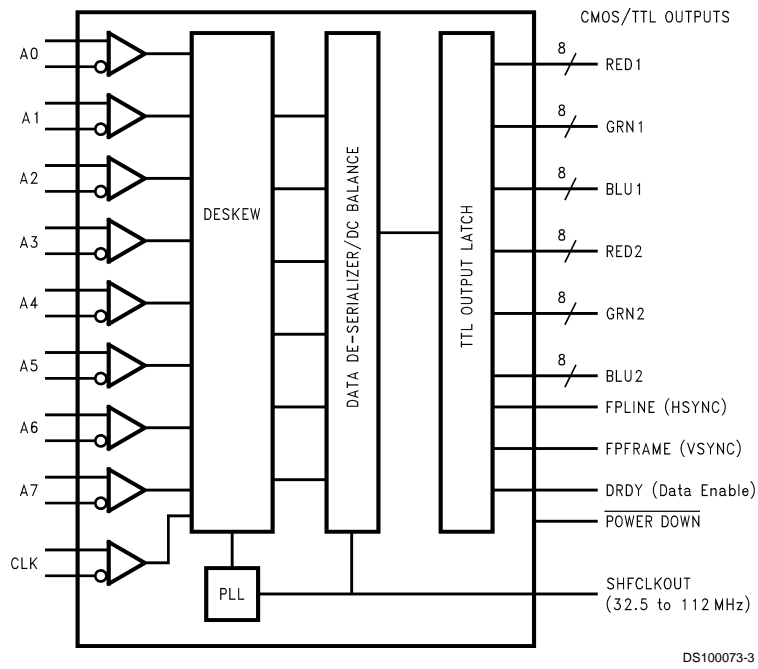 CMOS/TTL OUTPUTS
A0
A1
A2
A3
A4
A5
A6
A7
CLK
DESKEW
PLL
DATA DE-SERIALIZER/DC BALANCE
TTL OUTPUT LATCH
8
RED1
8
GRN1
8
BLU1
8
RED2
8
GRN2
8
BLU2
FPLINE (HSYNC)
FPFRAME (VSYNC)
DRDY (Data Enable)
POWER DOWN
SHFCLKOUT
(32.5 to 112 MHz)
DS100073-3